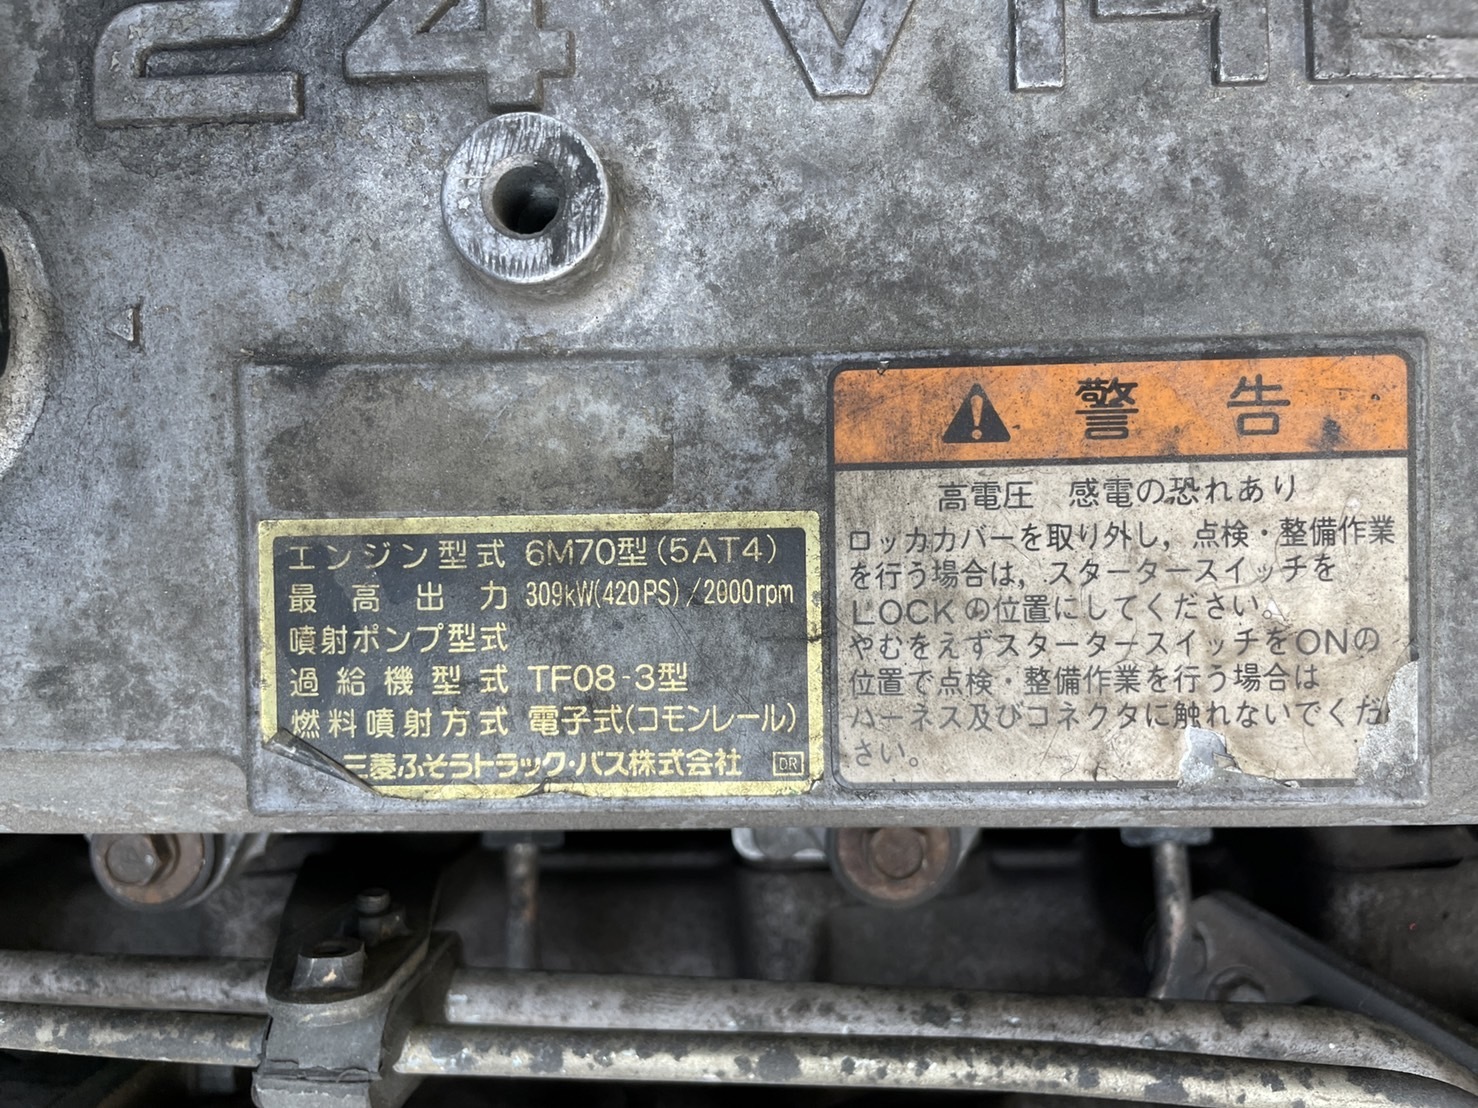 24 V
エンジン型式 6M70型(5AT4)
最高出力 309kW(420PS)/2000rpm
噴射ポンプ型式
過給機型式 TF08-3型
燃料噴射方式 電子式(コモンレール)
三菱ふそうトラック・バス株式会社 DR
警告
高電圧 感電の恐れあり
ロッカカバーを取り外し,点検・整備作業
を行う場合は,スタータースイッチを
LOCKの位置にしてください。
やむをえずスタータースイッチをONの
位置で点検・整備作業を行う場合は
ハーネス及びコネクタに触れないでくだ
さい。